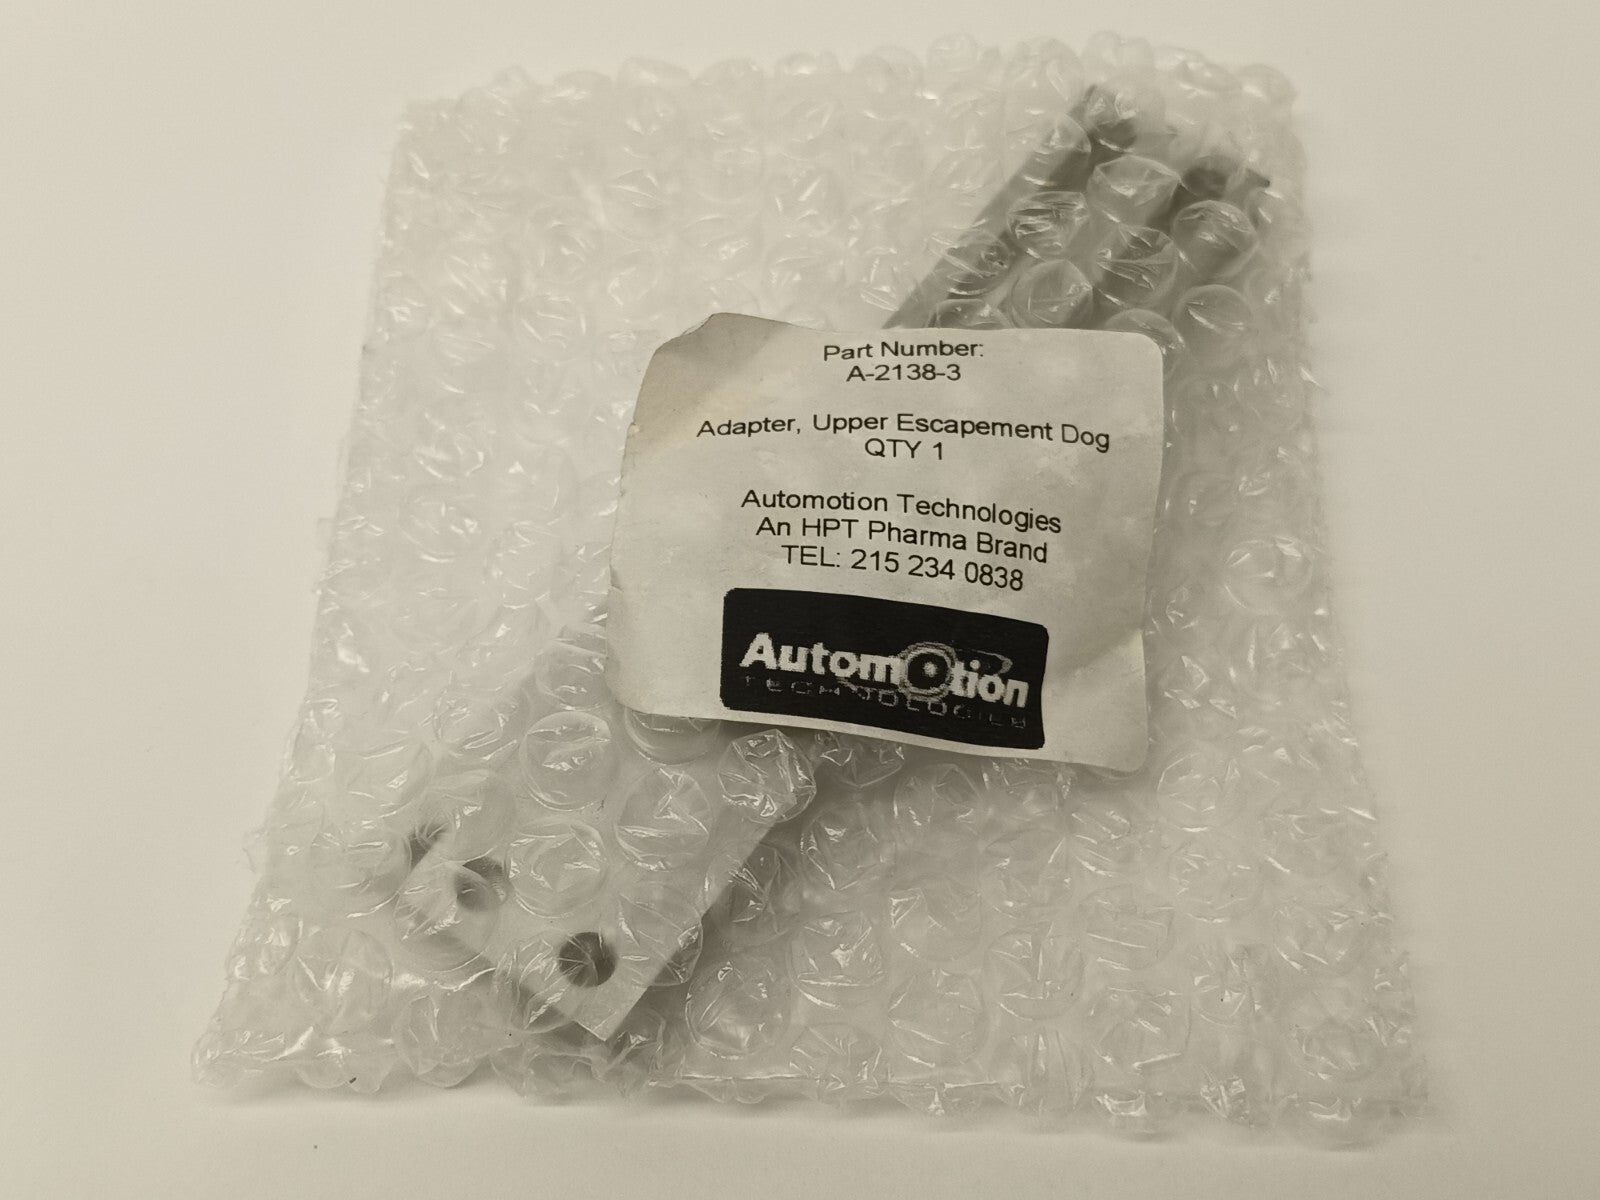 Part Number:
A-2138-3
Adapter, Upper Escapement Dog
QTY 1
Automotion Technologies
An HPT Pharma Brand
TEL: 215 234 0838
Automotion
TECHNOLOGIES